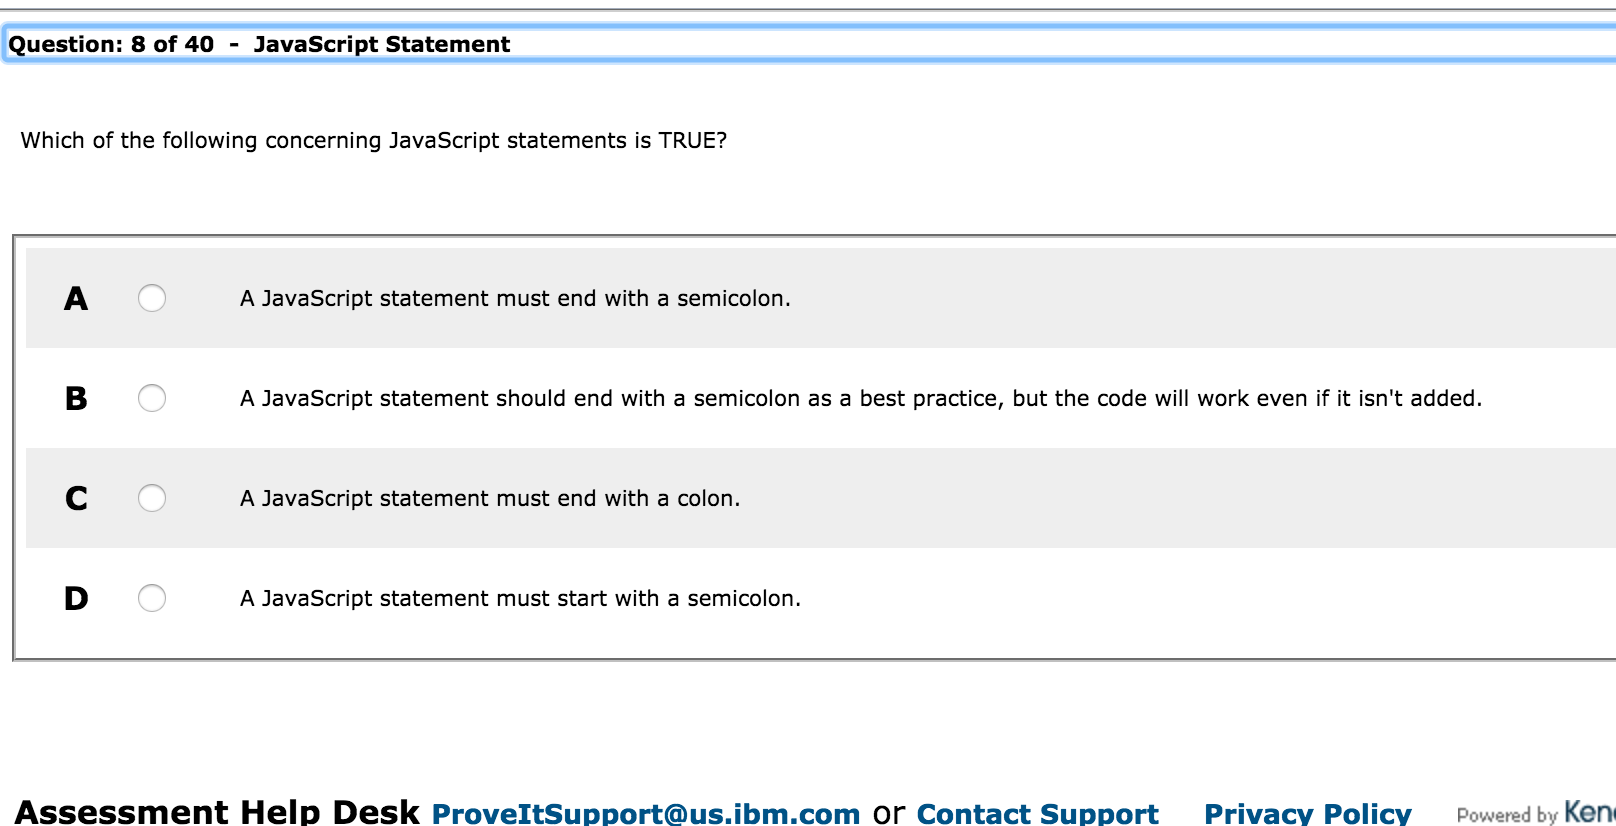 Question: 8 of 40 - JavaScript Statement
Which of the following concerning JavaScript statements is TRUE?
A A JavaScript statement must end with a semicolon.
B A JavaScript statement should end with a semicolon as a best practice, but the code will work even if it isn't added.
C A JavaScript statement must end with a colon.
D A JavaScript statement must start with a semicolon.
Assessment Help Desk ProveItSupport@us.ibm.com or Contact Support Privacy Policy Powered by